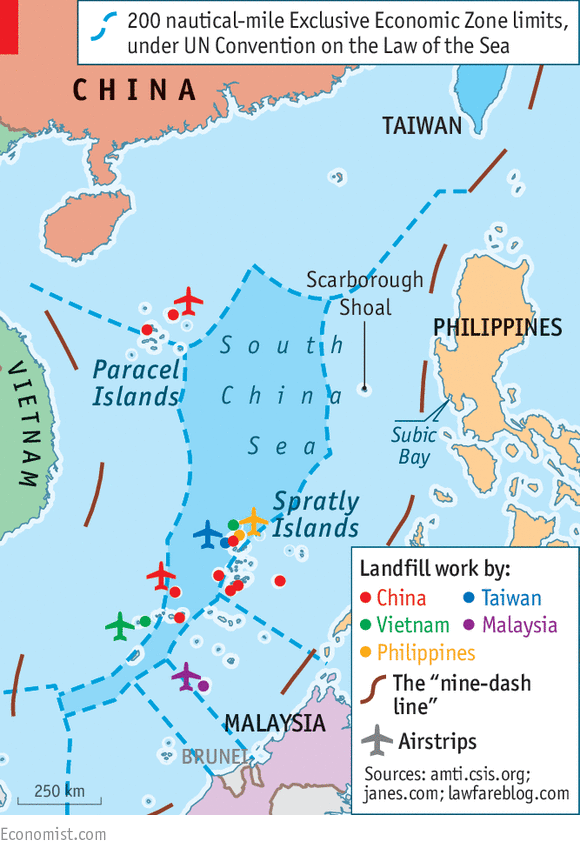 200 nautical-mile Exclusive Economic Zone limits,
under UN Convention on the Law of the Sea
CHINA
TAIWAN
Scarborough
Shoal
PHILIPPINES
South
China
Sea
Paracel
Islands
VIETNAM
Subic
Bay
Spratly
Islands
Landfill work by:
China
Taiwan
Vietnam
Malaysia
Philippines
The “nine-dash
line”
Airstrips
Sources: amti.csis.org;
janes.com; lawfareblog.com
MALAYSIA
BRUNEI
250 km
Economist.com